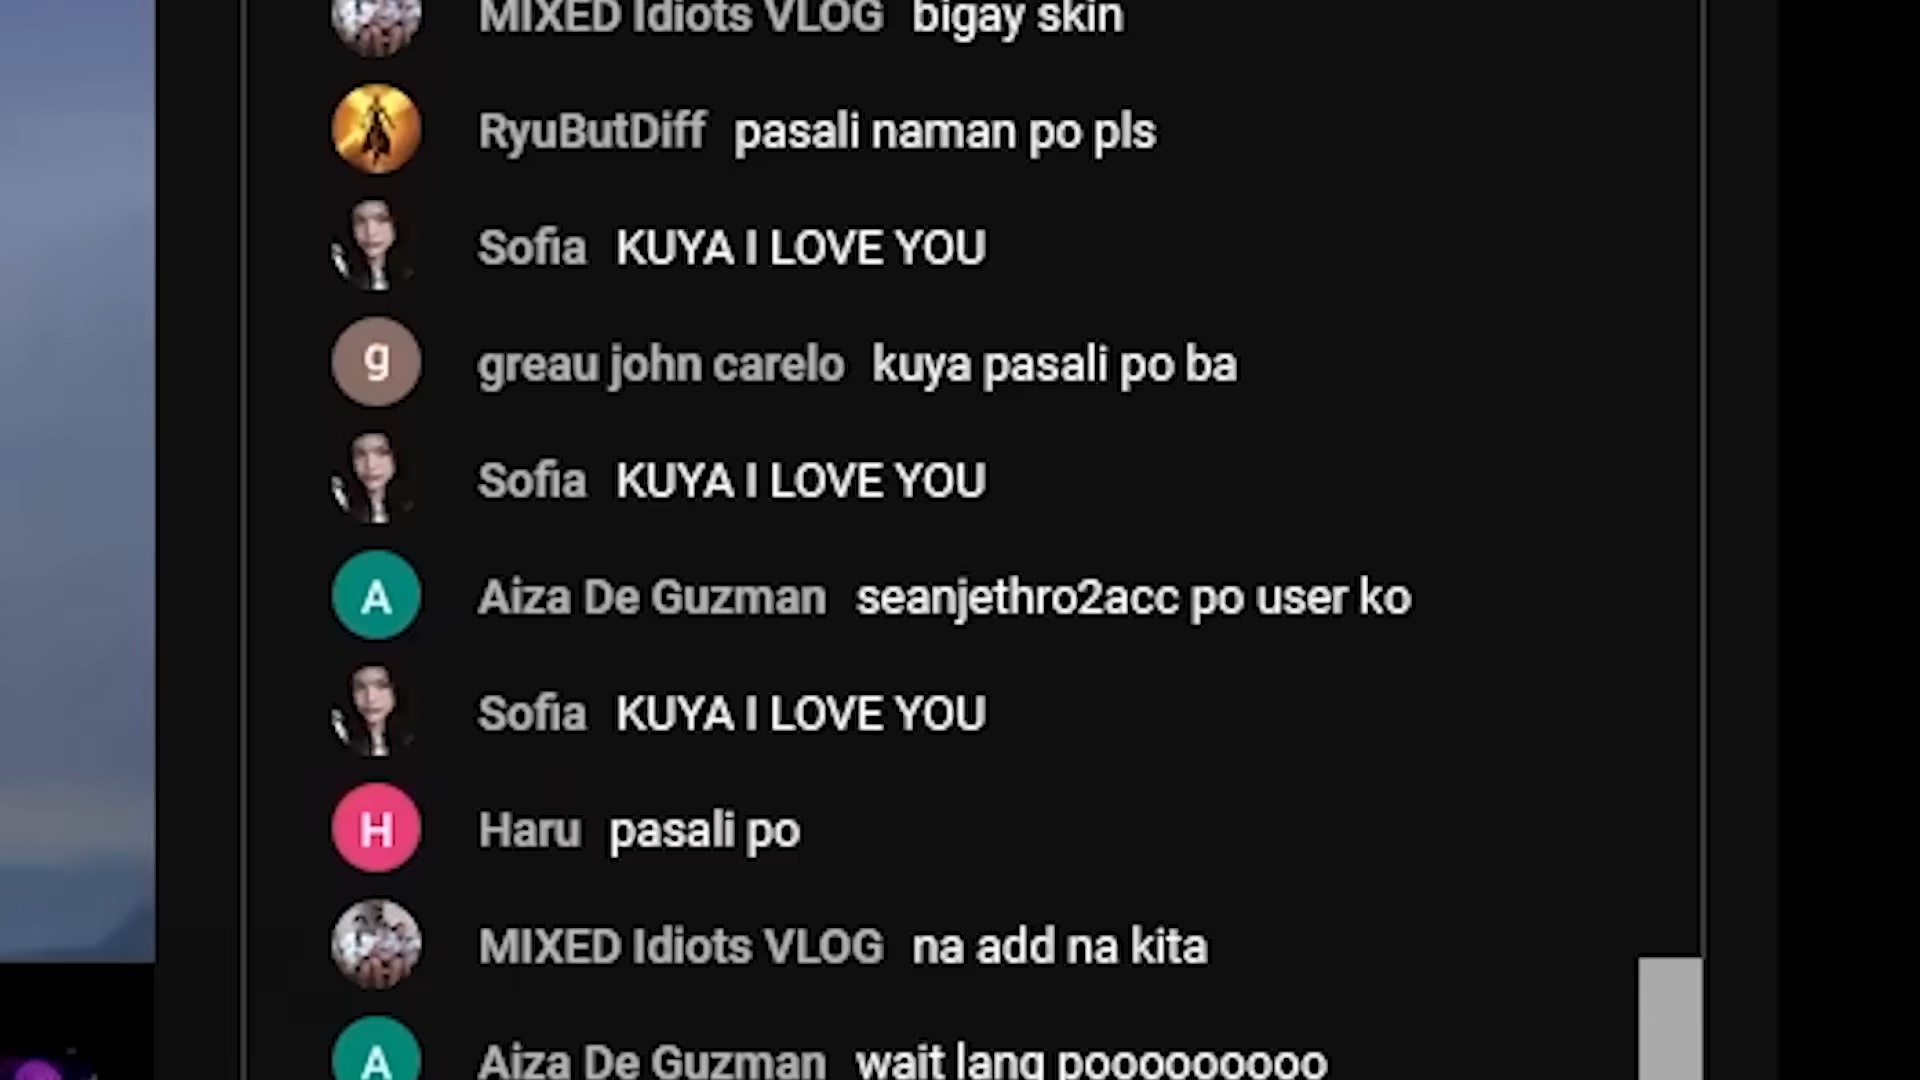 MIXED Idiots VLOG bigay skin
RyuButDiff pasali naman po pls
Sofia KUYA I LOVE YOU
g greau john carelo kuya pasali po ba
Sofia KUYA I LOVE YOU
A Aiza De Guzman seanjethro2acc po user ko
Sofia KUYA I LOVE YOU
H Haru pasali po
MIXED Idiots VLOG na add na kita
A Aiza De Guzman wait lang poooooooooo